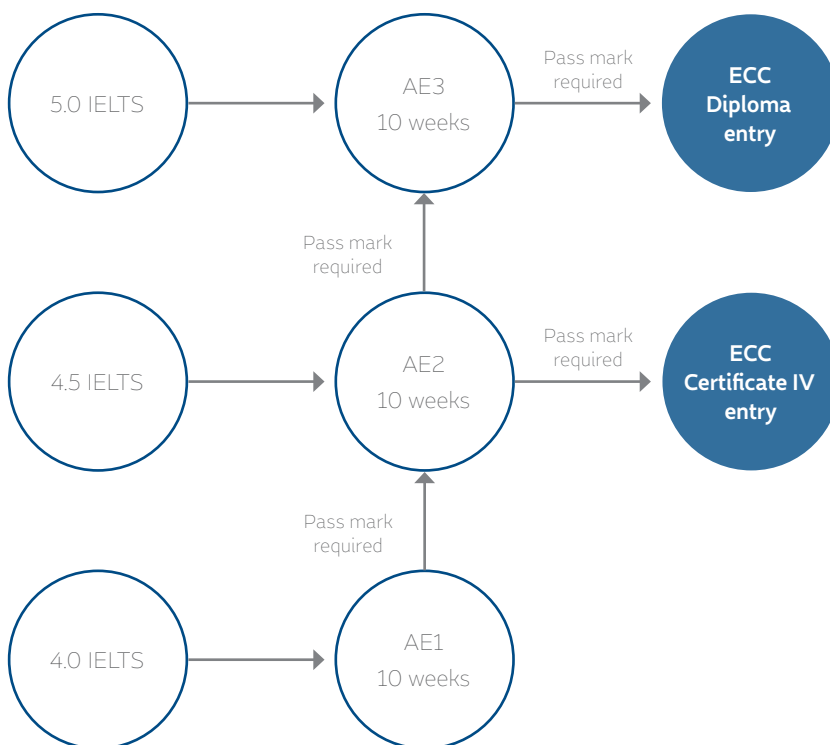 5.0 IELTS
AE3
10 weeks
Pass mark
required
ECC
Diploma
entry
Pass mark
required
4.5 IELTS
AE2
10 weeks
Pass mark
required
ECC
Certificate IV
entry
Pass mark
required
4.0 IELTS
AE1
10 weeks